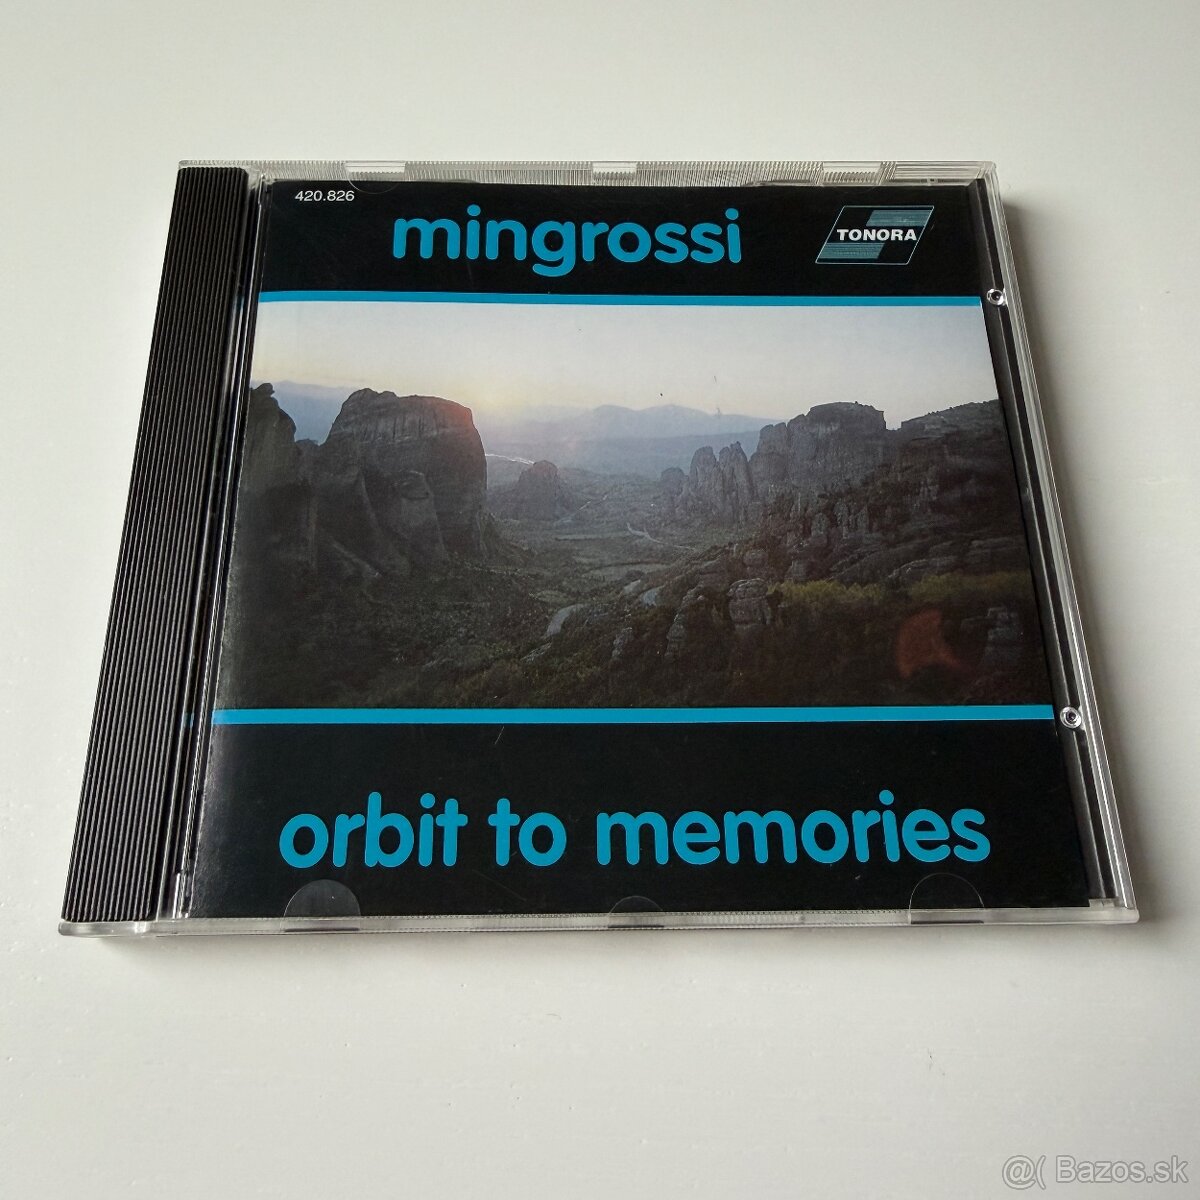 420.826
mingrossi
TONORA
orbit to memories
@( Bazos.sk